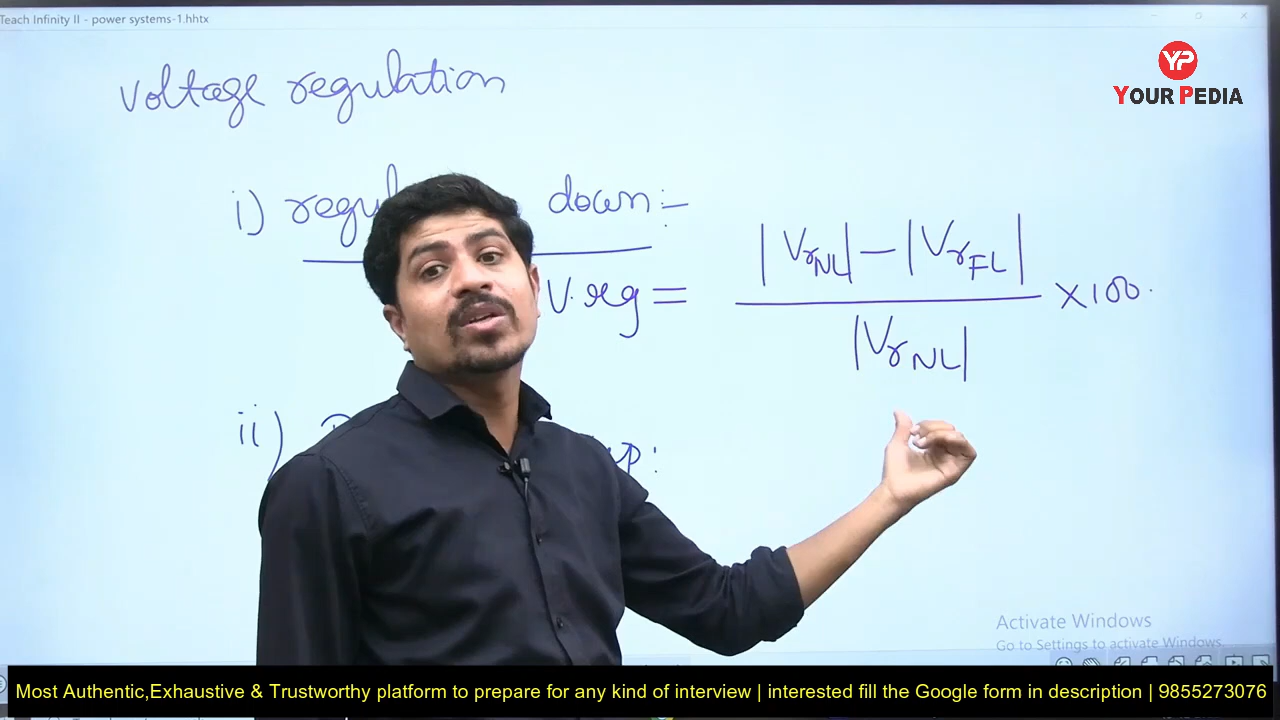 Teach Infinity II - power systems-1.hhtx
YP
YOUR PEDIA
voltage regulation
i) down:-
V.reg = |VrNL| - |VrFL| / |VrNL| × 100.
ii) up:
Activate Windows
Go to Settings to activate Windows.
Most Authentic,Exhaustive & Trustworthy platform to prepare for any kind of interview | interested fill the Google form in description | 9855273076